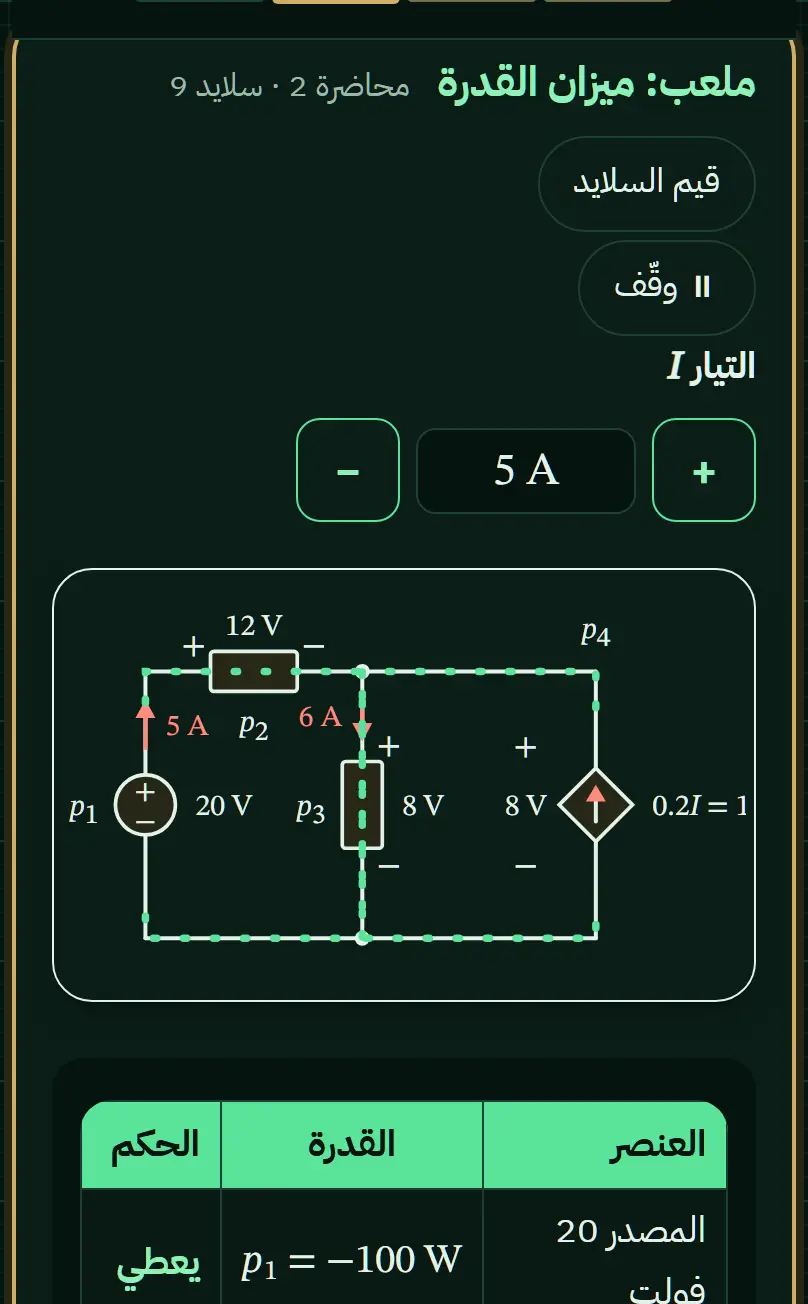 ملعب: ميزان القدرة محاضرة 2 · سلايد 9
قيم السلايد
وقّف
التيار I
+ 5 A −
12 V
+ −
p4
5 A p2 6 A
+ +
p1 + − 20 V p3 8 V 8 V 0.2I = 1
− −
العنصر القدرة الحكم
المصدر 20 فولت p1 = −100 W يعطي